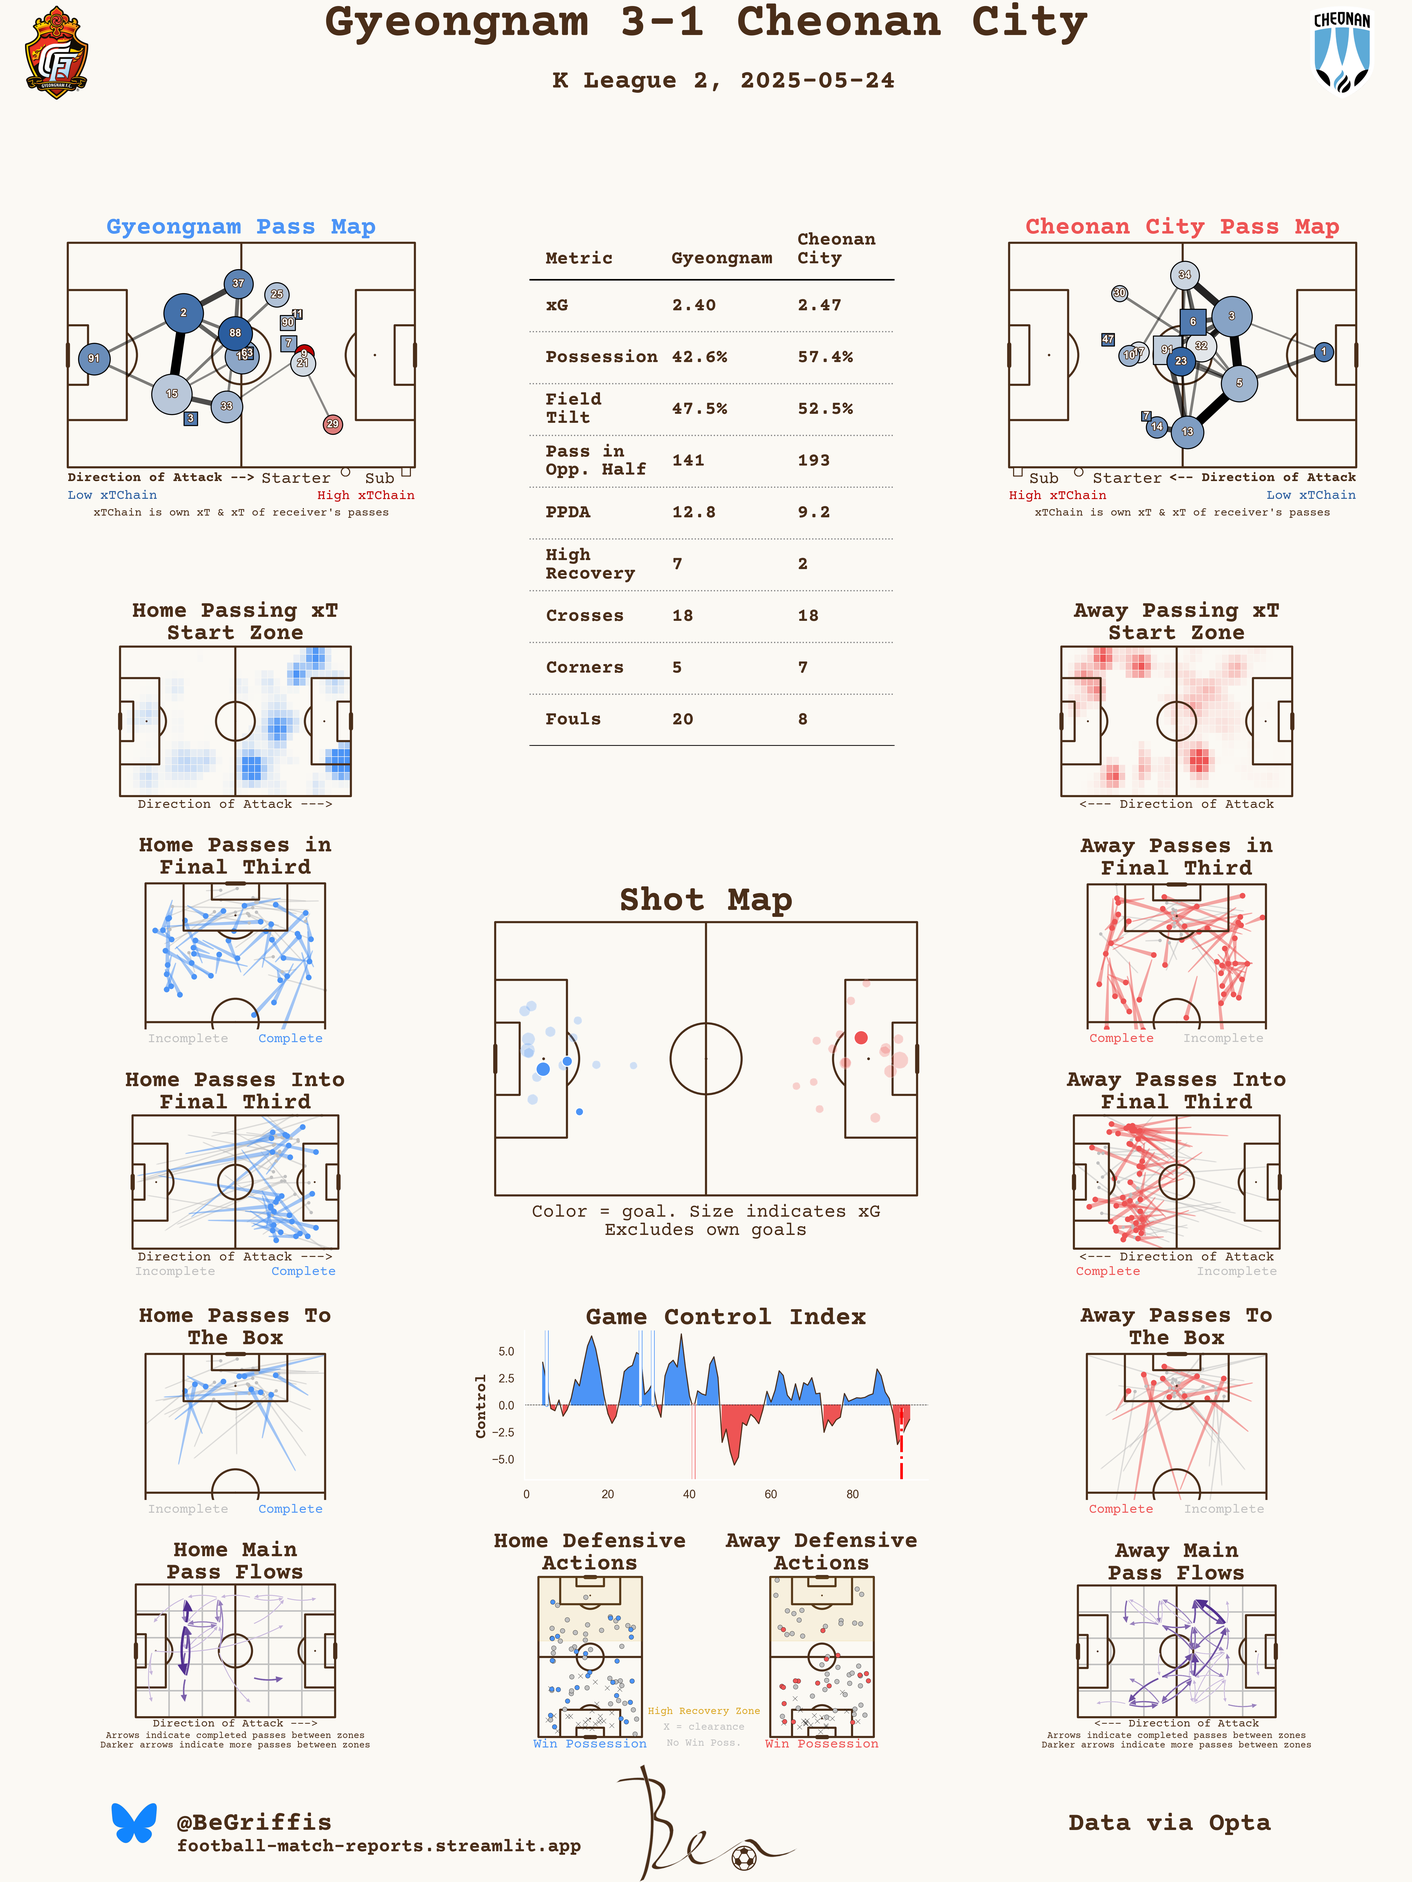 Gyeongnam 3-1 Cheonan City
K League 2, 2025-05-24
CHEONAN
Gyeongnam Pass Map
37
25
2
11
90
88
7
91
63
9
21
15
33
3
29
Direction of Attack --> Starter Sub
Low xTChain High xTChain
xTChain is own xT & xT of receiver's passes
Metric Gyeongnam Cheonan City
xG 2.40 2.47
Possession 42.6% 57.4%
Field Tilt 47.5% 52.5%
Pass in Opp. Half 141 193
PPDA 12.8 9.2
High Recovery 7 2
Crosses 18 18
Corners 5 7
Fouls 20 8
Cheonan City Pass Map
34
30
3
6
47
32
91
10
23
1
5
7
14
13
Sub Starter <-- Direction of Attack
High xTChain Low xTChain
xTChain is own xT & xT of receiver's passes
Home Passing xT
Start Zone
Direction of Attack --->
Away Passing xT
Start Zone
<--- Direction of Attack
Home Passes in
Final Third
Incomplete Complete
Away Passes in
Final Third
Complete Incomplete
Shot Map
Color = goal. Size indicates xG
Excludes own goals
Home Passes Into
Final Third
Direction of Attack --->
Incomplete Complete
Away Passes Into
Final Third
<--- Direction of Attack
Complete Incomplete
Home Passes To
The Box
Incomplete Complete
Game Control Index
Control
5.0
2.5
0.0
−2.5
−5.0
0 20 40 60 80
Away Passes To
The Box
Complete Incomplete
Home Main
Pass Flows
Direction of Attack --->
Arrows indicate completed passes between zones
Darker arrows indicate more passes between zones
Home Defensive
Actions
Win Possession
High Recovery Zone
X = clearance
No Win Poss.
Away Defensive
Actions
Win Possession
Away Main
Pass Flows
<--- Direction of Attack
Arrows indicate completed passes between zones
Darker arrows indicate more passes between zones
@BeGriffis
football-match-reports.streamlit.app
Ben
Data via Opta